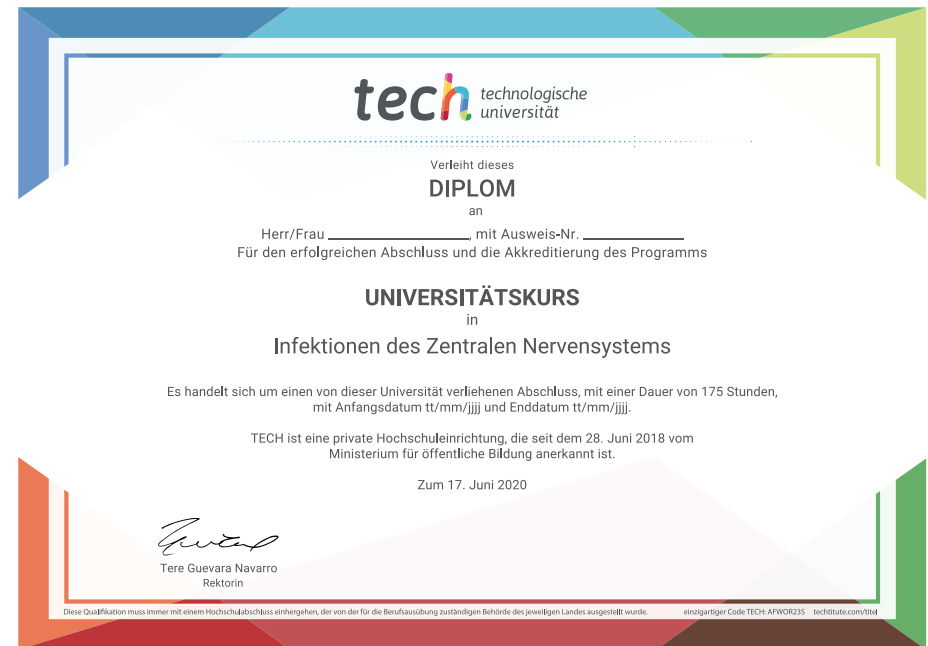 tech technologische
universität
Verleiht dieses
DIPLOM
an
Herr/Frau ________________, mit Ausweis-Nr. ____________
Für den erfolgreichen Abschluss und die Akkreditierung des Programms
UNIVERSITÄTSKURS
in
Infektionen des Zentralen Nervensystems
Es handelt sich um einen von dieser Universität verliehenen Abschluss, mit einer Dauer von 175 Stunden,
mit Anfangsdatum tt/mm/jjjj und Enddatum tt/mm/jjjj.
TECH ist eine private Hochschuleinrichtung, die seit dem 28. Juni 2018 vom
Ministerium für öffentliche Bildung anerkannt ist.
Zum 17. Juni 2020
Tere Guevara Navarro
Rektorin
Diese Qualifikation muss immer mit einem Hochschulabschluss einhergehen, der von der für die Berufsausübung zuständigen Behörde des jeweiligen Landes ausgestellt wurde. einzigartiger Code TECH: AFWOR23S techtitute.com/titel